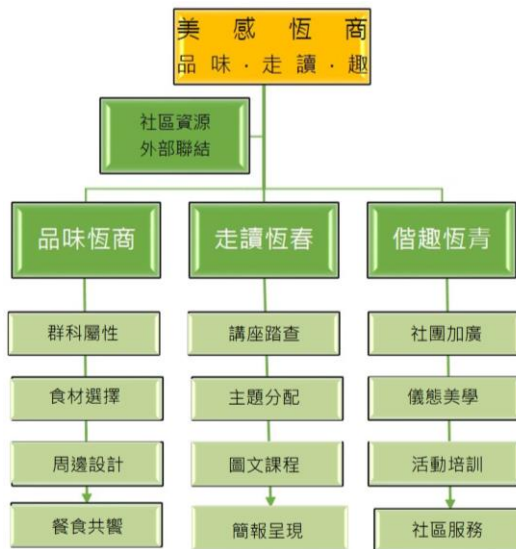 美感恆商
品味．走讀．趣
社區資源
外部聯結
品味恆商
走讀恆春
偕趣恆青
群科屬性
食材選擇
周邊設計
餐食共饗
講座踏查
主題分配
圖文課程
簡報呈現
社團加廣
儀態美學
活動培訓
社區服務